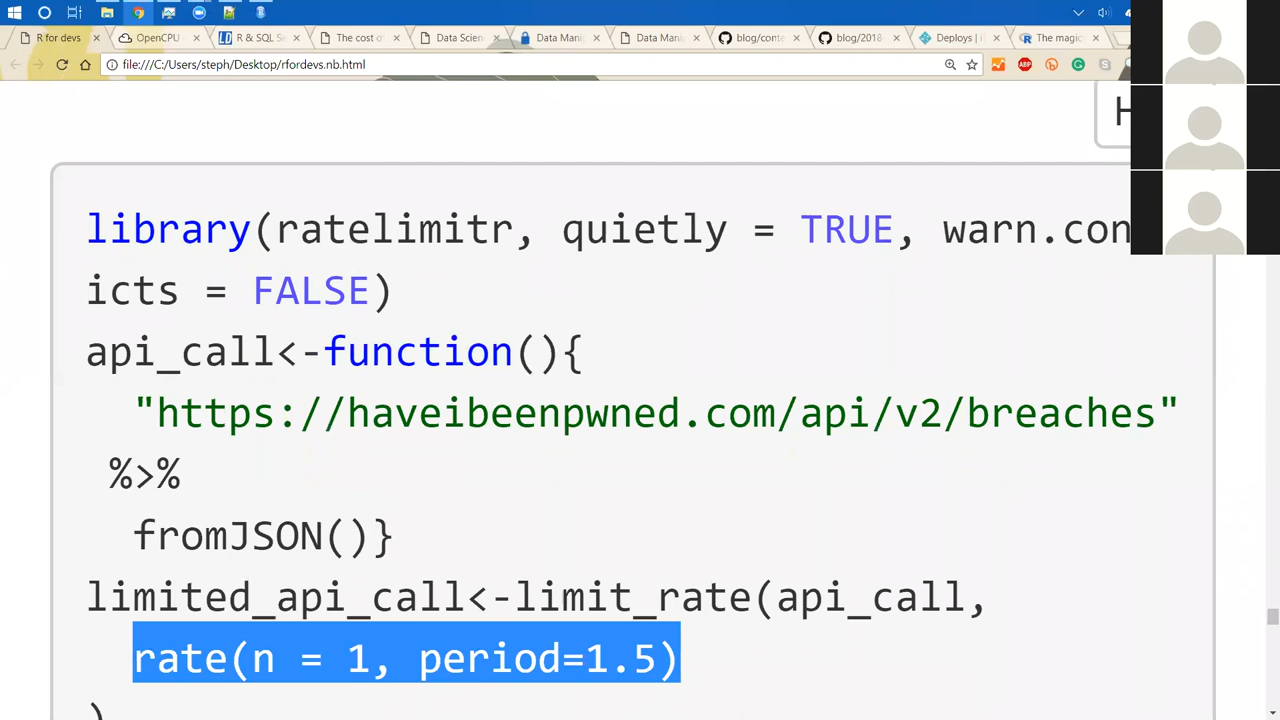 R for devs
OpenCPU
R & SQL Se
The cost o
Data Scien
Data Mani
Data Mani
blog/conte
blog/2018
Deploys | 
The magic
file:///C:/Users/steph/Desktop/rfordevs.nb.html
H
library(ratelimitr, quietly = TRUE, warn.con
icts = FALSE)
api_call<-function(){
"https://haveibeenpwned.com/api/v2/breaches"
%>%
fromJSON()}
limited_api_call<-limit_rate(api_call,
rate(n = 1, period=1.5)
)